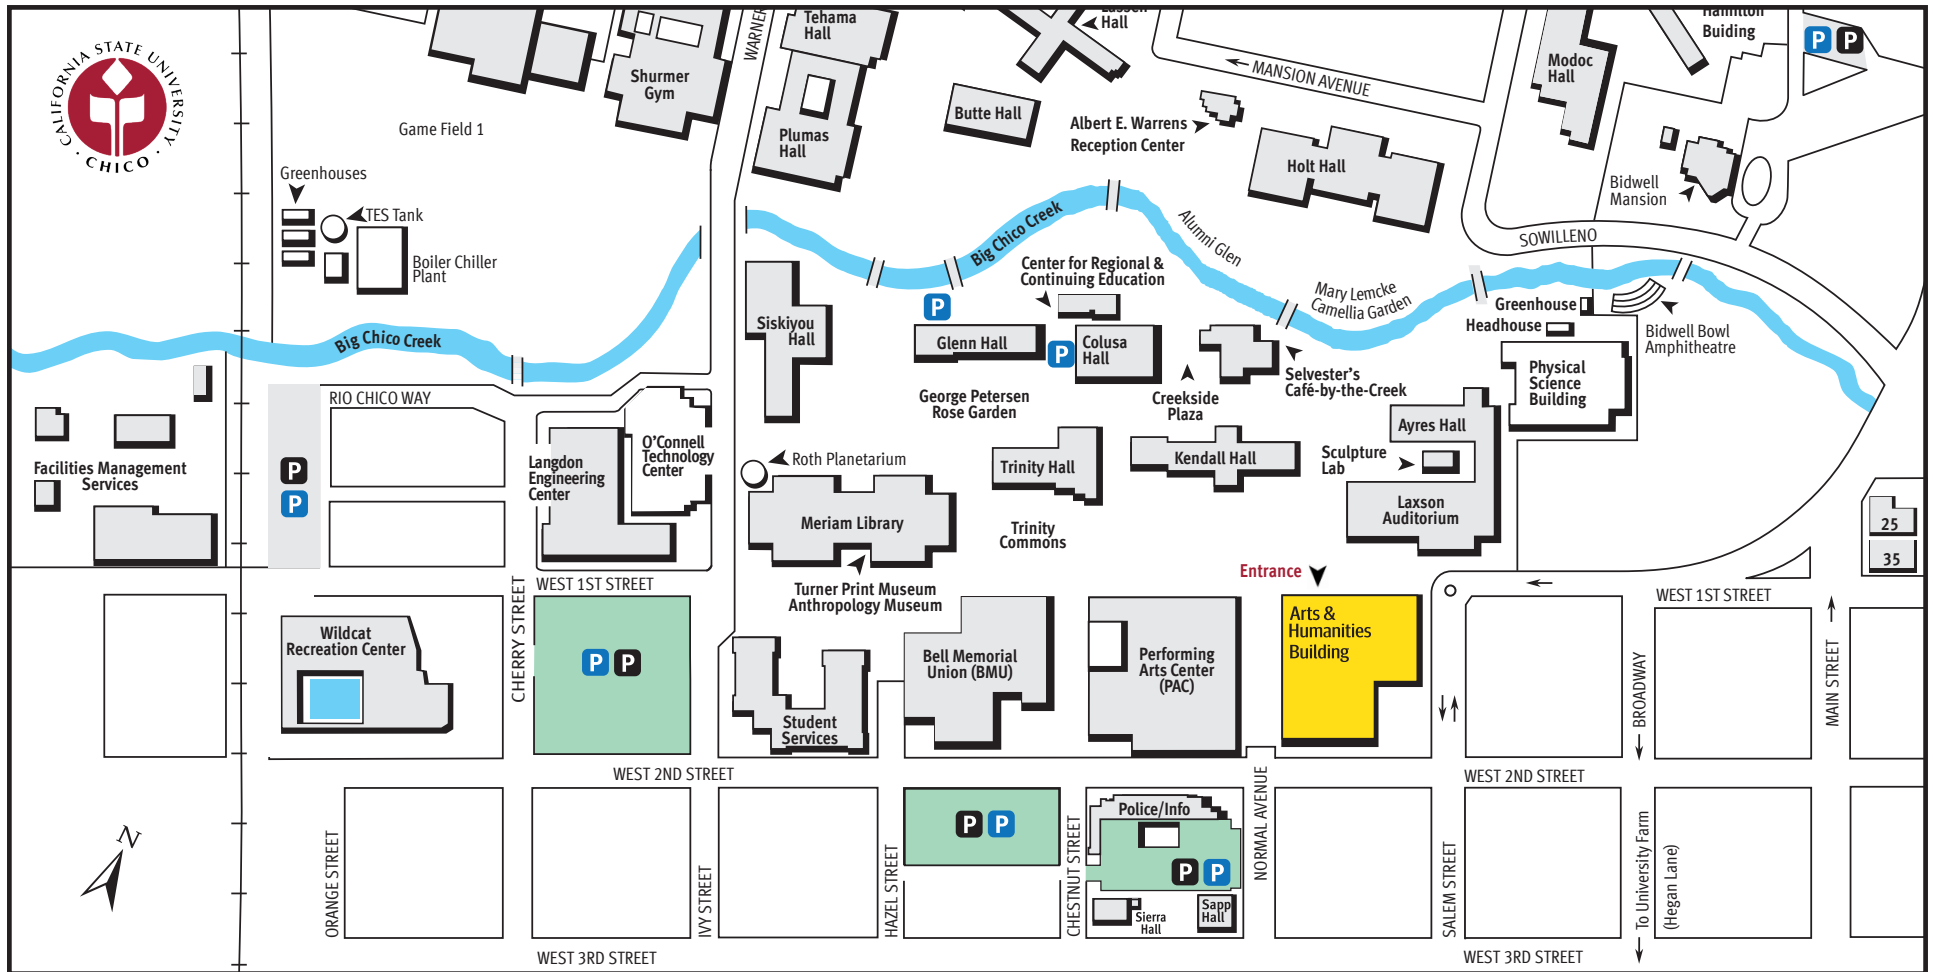 CALIFORNIA STATE UNIVERSITY
· CHICO ·
Tehama
Hall
WARNER
Lassen
Hall
Hamilton
Buiding
P P
Shurmer
Gym
Modoc
Hall
MANSION AVENUE
Game Field 1
Butte Hall
Plumas
Hall
Albert E. Warrens
Reception Center
Holt Hall
Greenhouses
TES Tank
Bidwell
Mansion
Big Chico Creek
Alumni Glen
SOWILLENO
Boiler Chiller
Plant
Center for Regional &
Continuing Education
Mary Lemcke
Camellia Garden
Greenhouse
Headhouse
Bidwell Bowl
Amphitheatre
P
Siskiyou
Hall
Glenn Hall
P
Colusa
Hall
Big Chico Creek
Selvester's
Café-by-the-Creek
Physical
Science
Building
RIO CHICO WAY
George Petersen
Rose Garden
Creekside
Plaza
Ayres Hall
O'Connell
Technology
Center
Langdon
Engineering
Center
Roth Planetarium
Trinity Hall
Kendall Hall
Sculpture
Lab
Facilities Management
Services
P
P
Meriam Library
Trinity
Commons
Laxson
Auditorium
25
35
Entrance
WEST 1ST STREET
Turner Print Museum
Anthropology Museum
WEST 1ST STREET
Wildcat
Recreation Center
CHERRY STREET
P P
Bell Memorial
Union (BMU)
Performing
Arts Center
(PAC)
Arts &
Humanities
Building
BROADWAY
MAIN STREET
Student
Services
WEST 2ND STREET
WEST 2ND STREET
N
ORANGE STREET
IVY STREET
HAZEL STREET
P P
CHESTNUT STREET
Police/Info
P P
NORMAL AVENUE
SALEM STREET
To University Farm
(Hegan Lane)
Sierra
Hall
Sapp
Hall
WEST 3RD STREET
WEST 3RD STREET